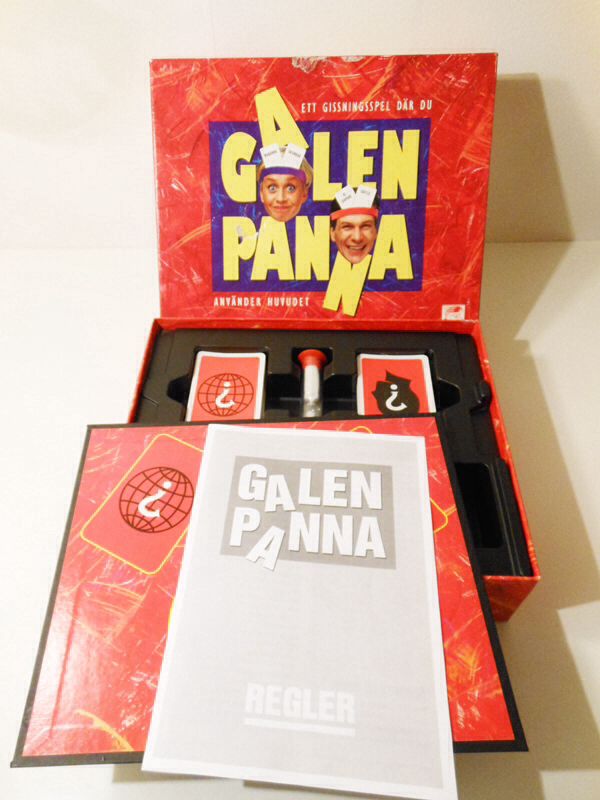 ETT GISSNINGSSPEL DÄR DU
GALEN
PANNA
ANVÄNDER HUVUDET
¿
¿
¿
GALEN
PANNA
REGLER